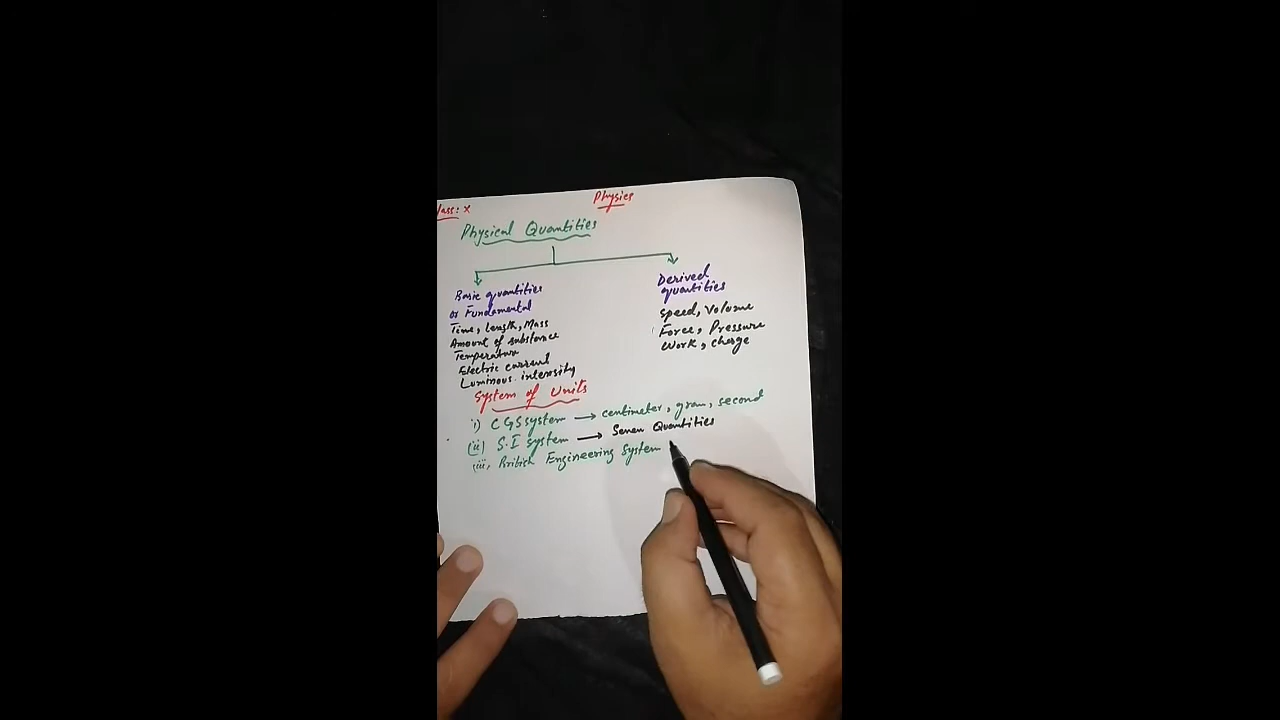 Physics
lass: X
Physical Quantities
Basic quantities
or Fundamental
Time, Length, Mass
Amount of substance
Temperature
Electric current
Luminous intensity
Derived
quantities
speed, Volume
Force, Pressure
Work, charge
System of Units
i) CGS system → centimeter, gram, second
(ii) S.I system → Seven Quantities
iii, British Engineering System